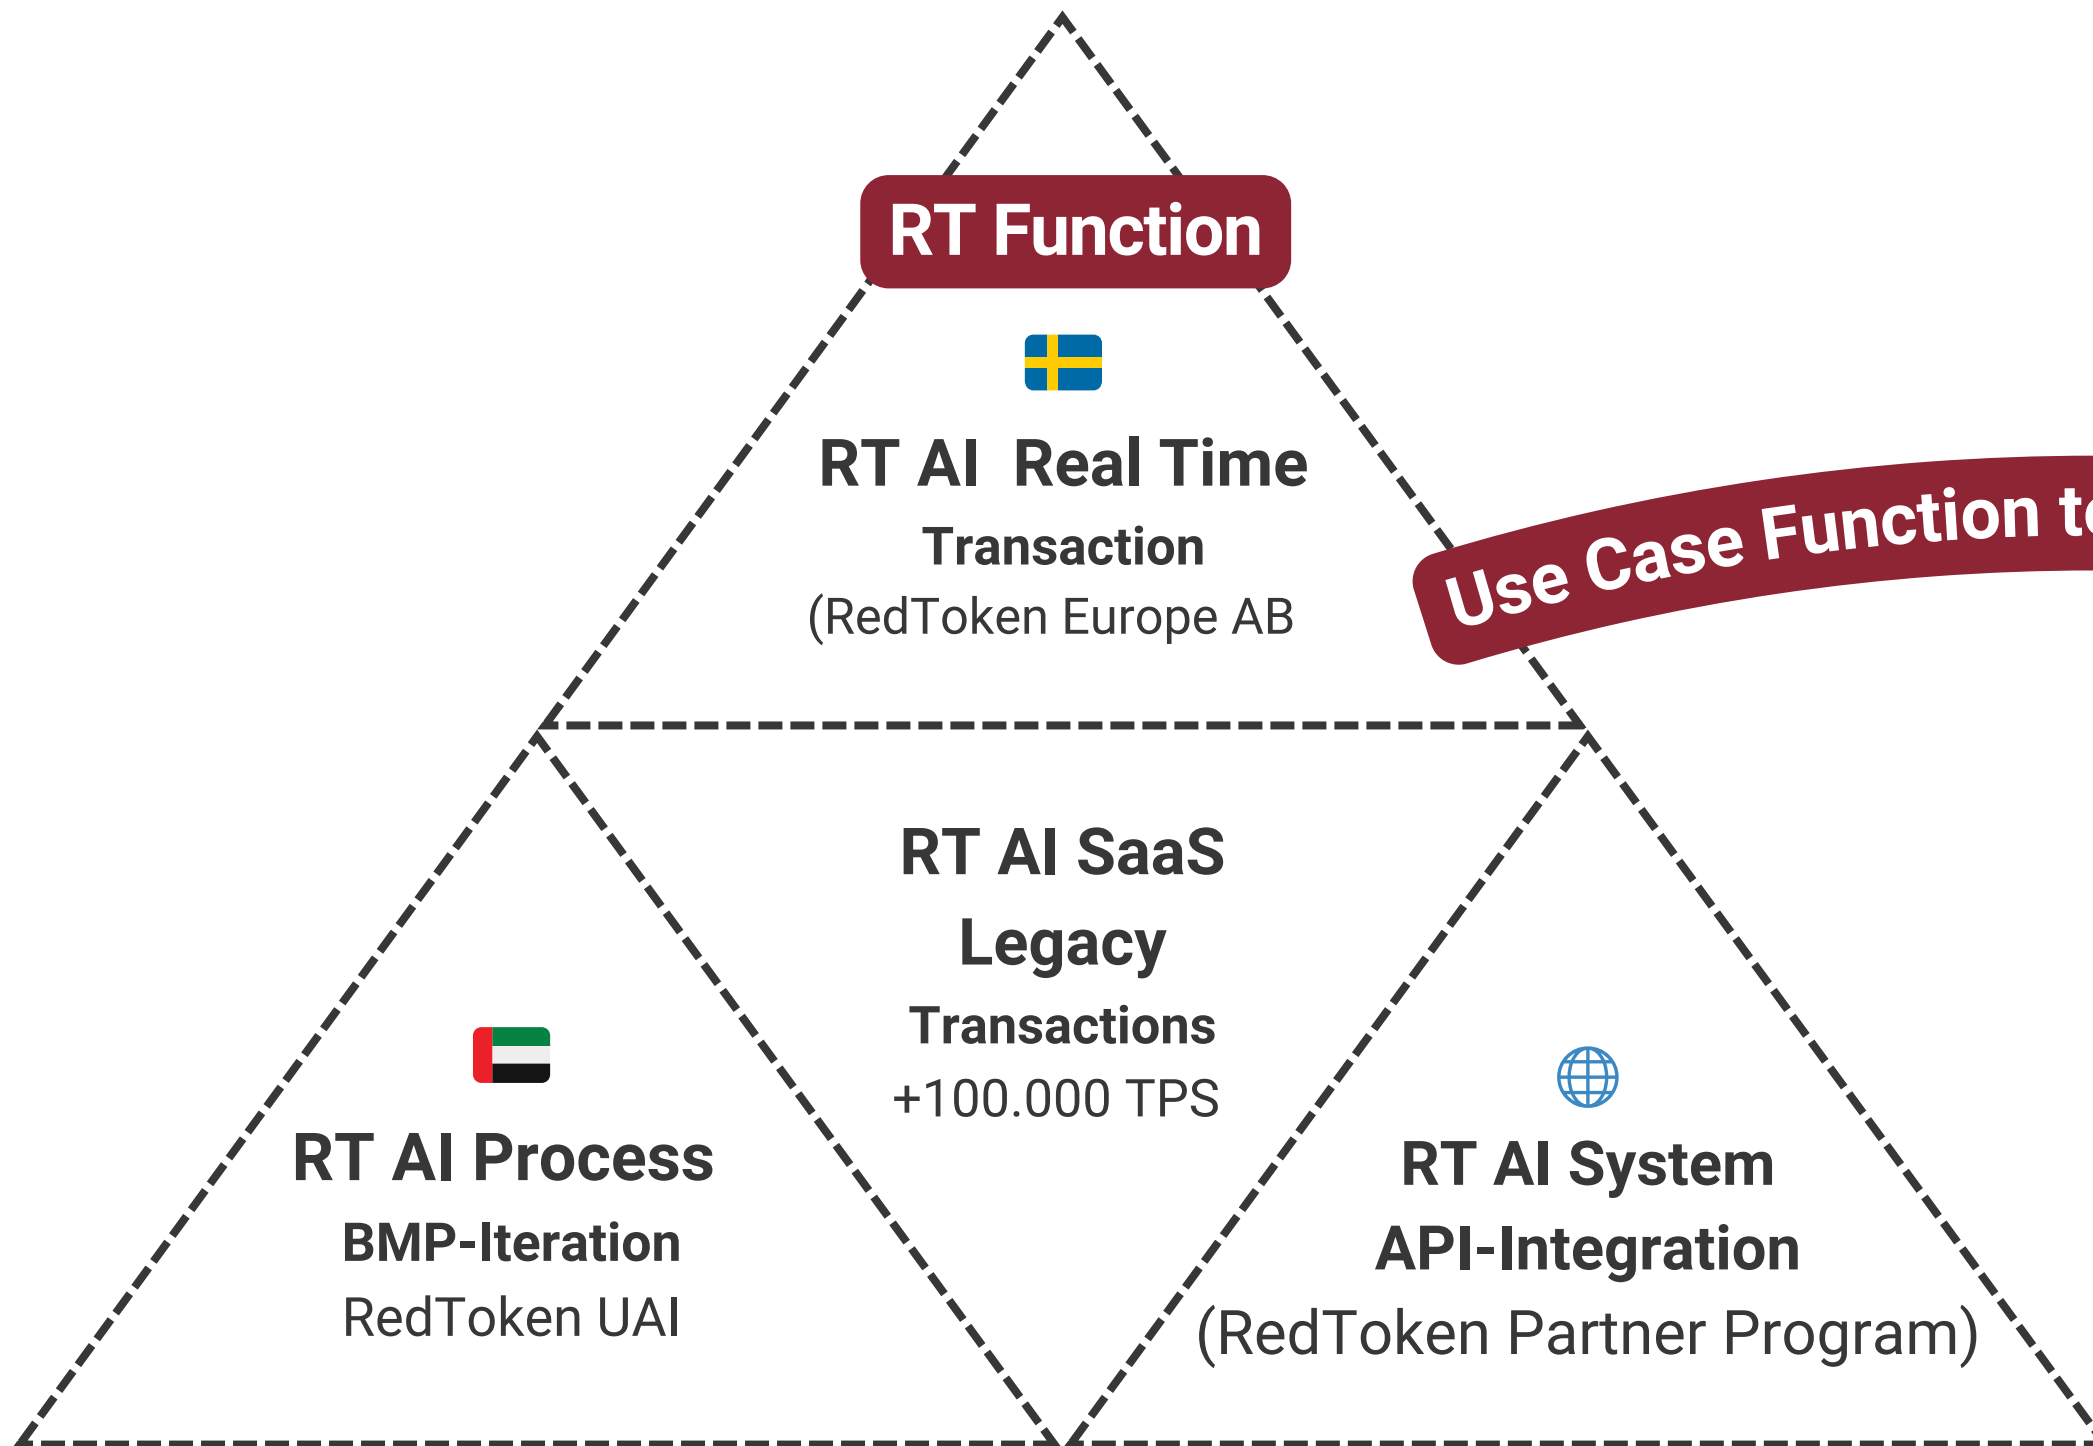 RT Function
RT AI  Real Time
Transaction
(RedToken Europe AB
Use Case Function
RT AI SaaS
Legacy
Transactions
+100.000 TPS
RT AI Process
BMP-Iteration
RedToken UAI
RT AI System
API-Integration
(RedToken Partner Program)